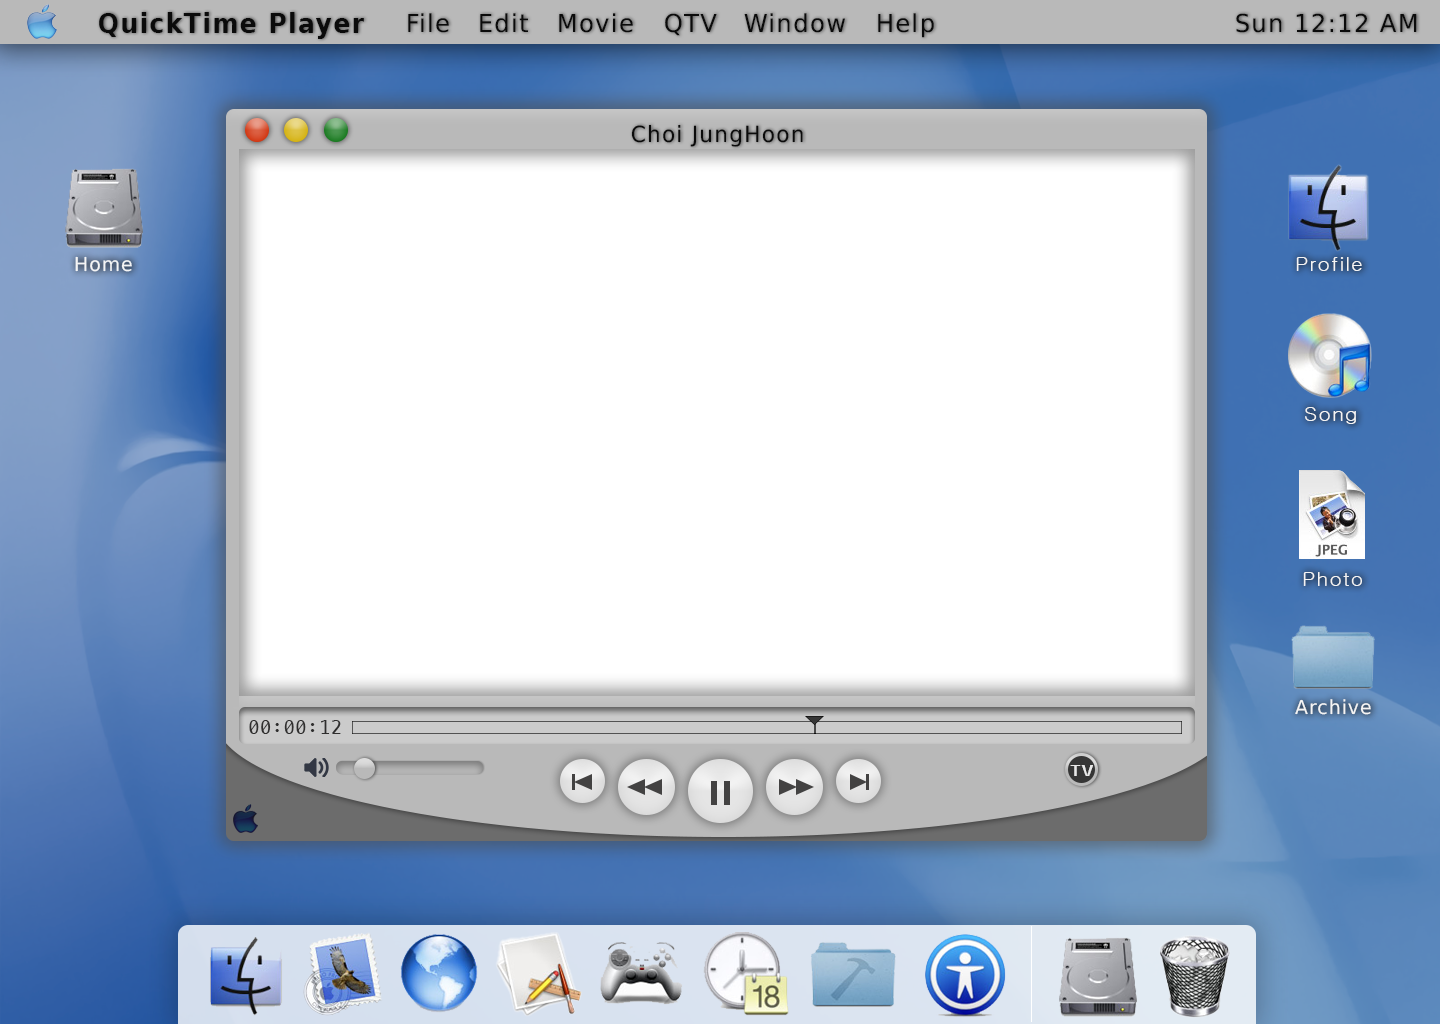 QuickTime Player File Edit Movie QTV Window Help Sun 12:12 AM
Choi JungHoon
Home
Profile
Song
JPEG
Photo
Archive
00:00:12
TV
18